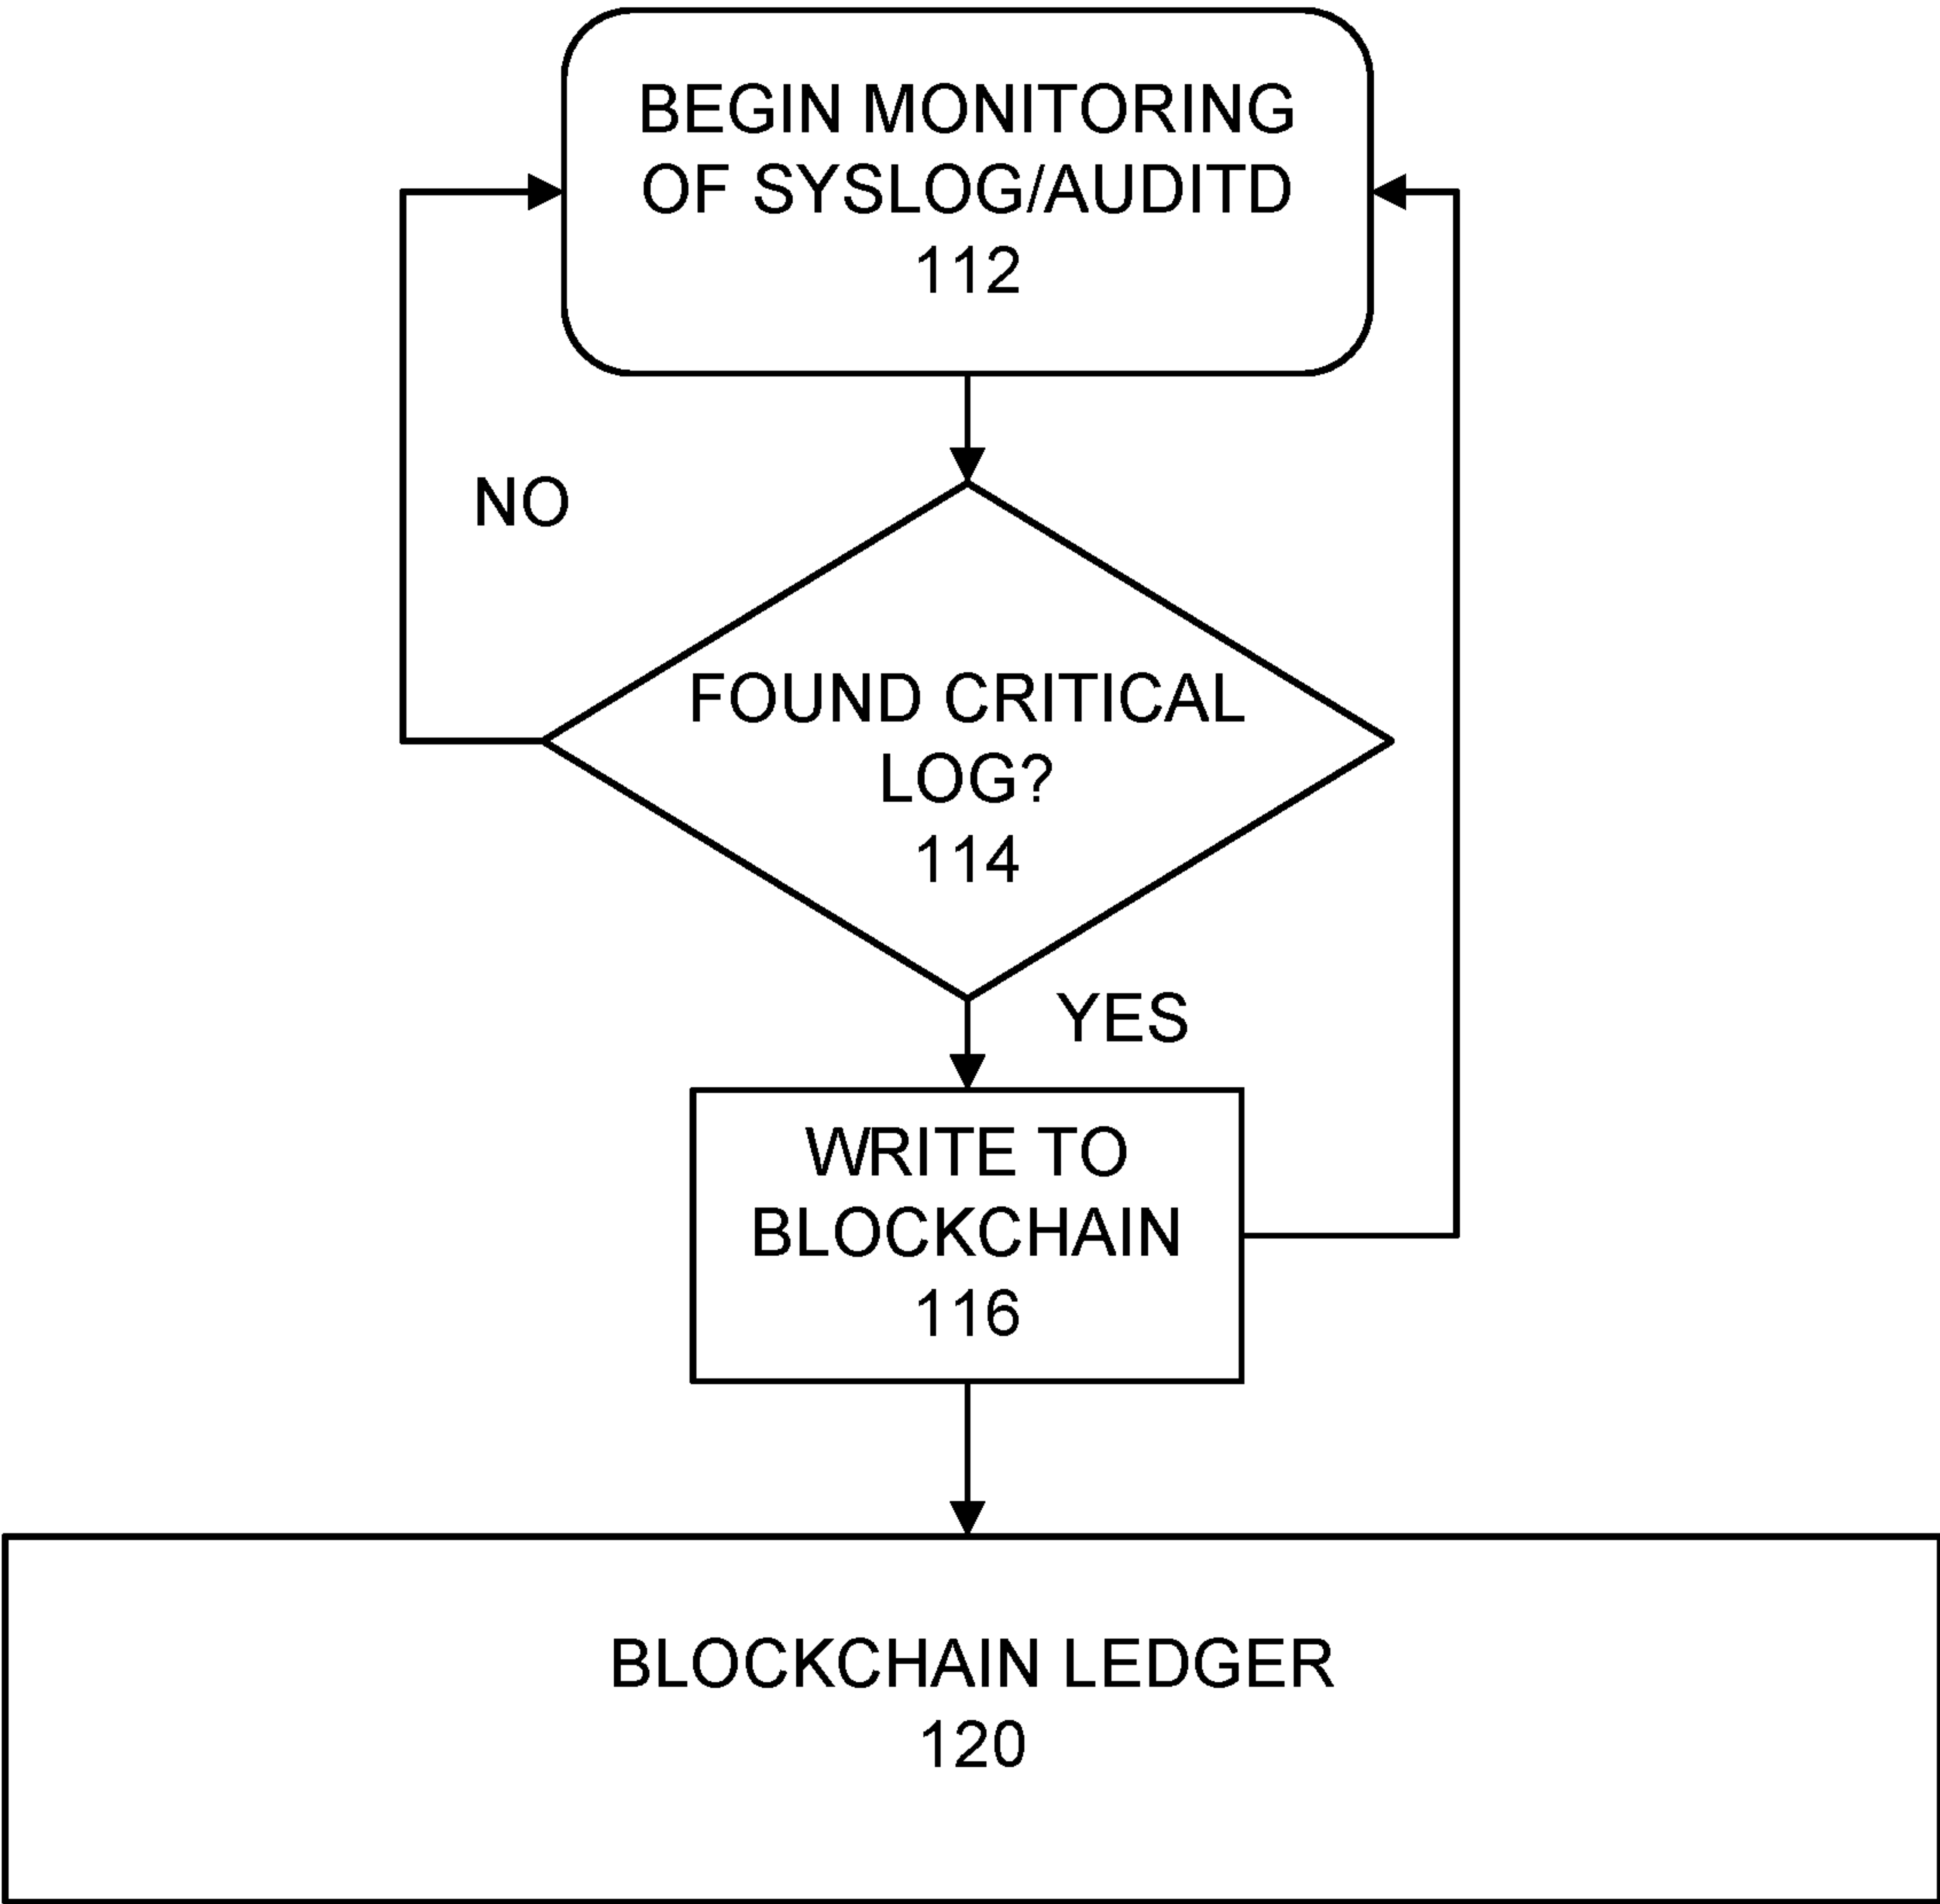 BEGIN MONITORING
OF SYSLOG/AUDITD
112
NO
FOUND CRITICAL
LOG?
114
YES
WRITE TO
BLOCKCHAIN
116
BLOCKCHAIN LEDGER
120